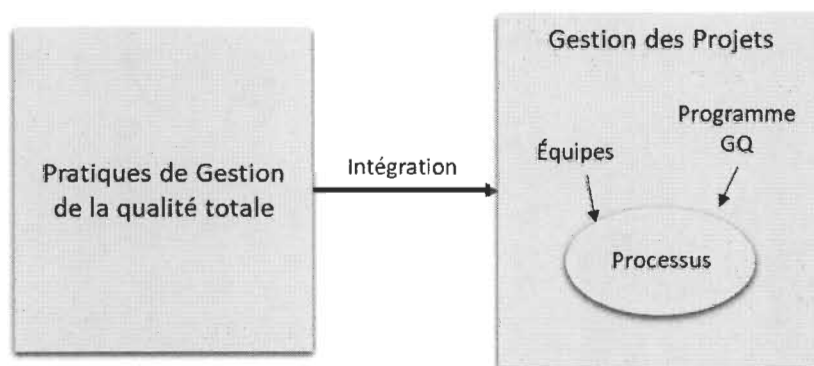 Pratiques de Gestion
de la qualité totale
Intégration
Gestion des Projets
Équipes
Programme
GQ
Processus